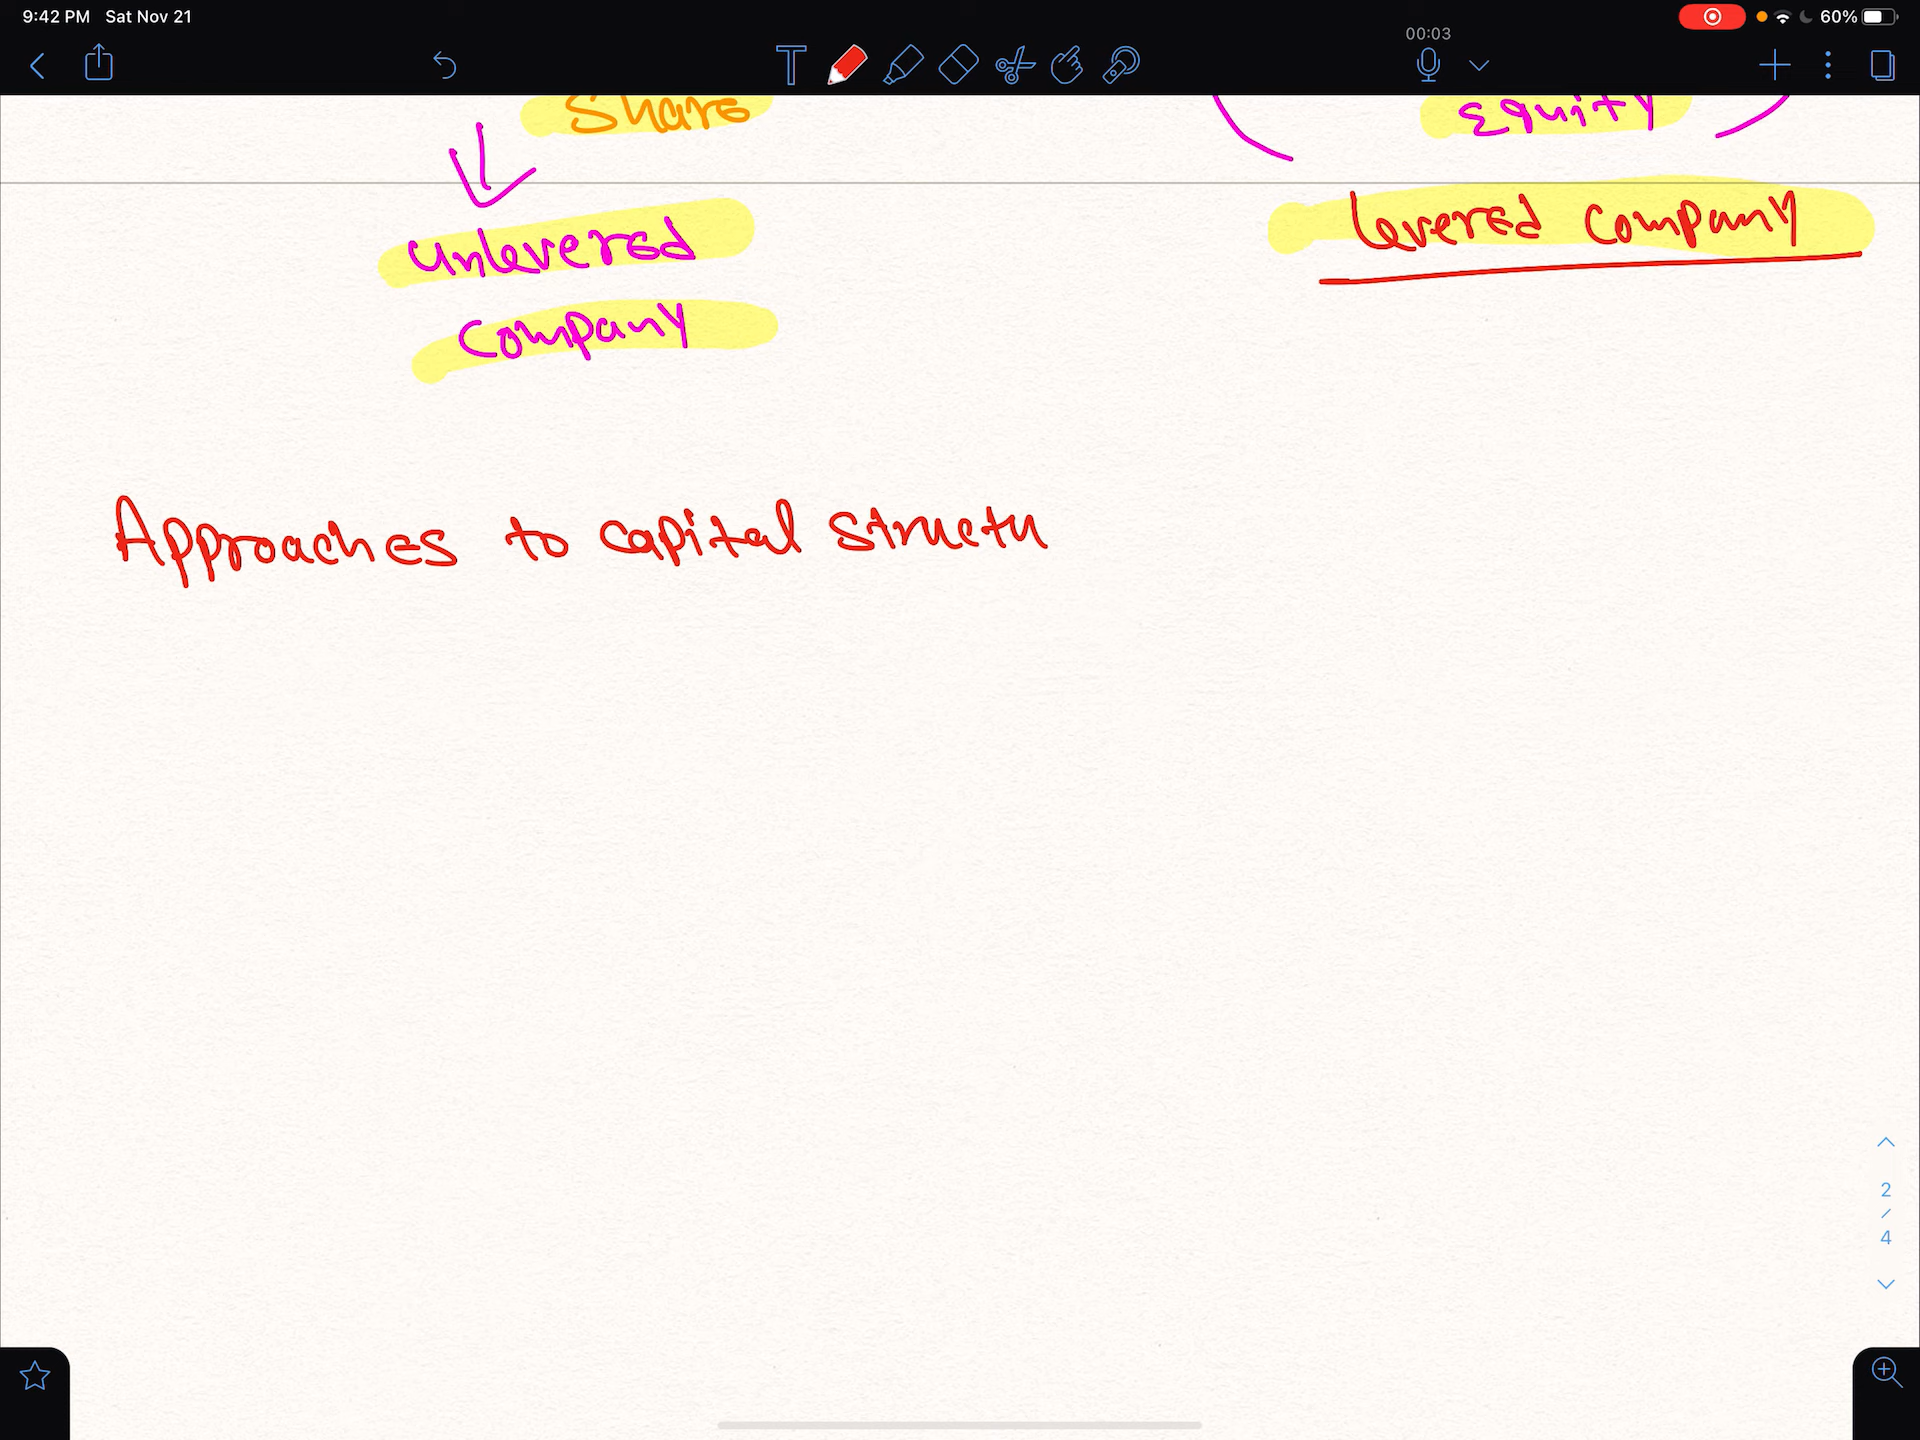 9:42 PM Sat Nov 21
60%
00:03
Share
Equity
Unlevered
Company
levered company
Approaches to capital structu
2
/
4